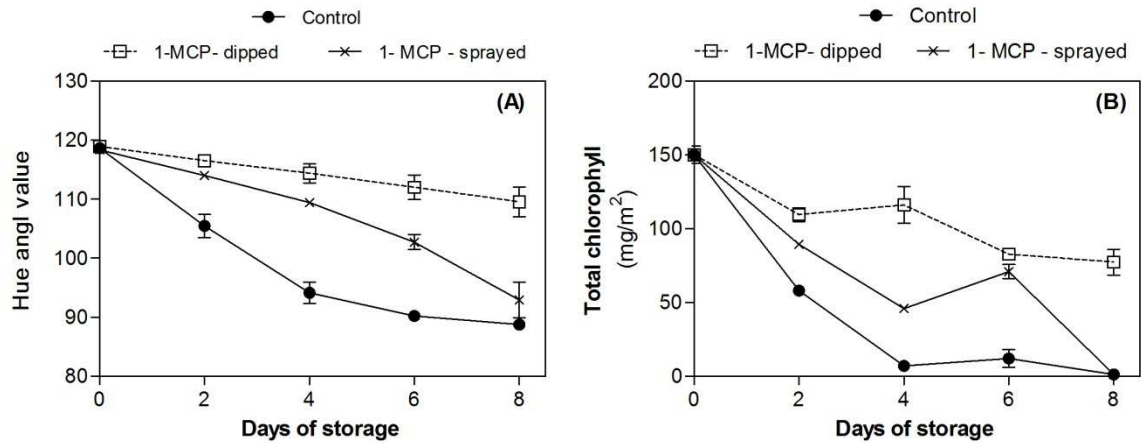 Control
1-MCP- dipped 1- MCP - sprayed
(A)
Hue angl value
130
120
110
100
90
80
0 2 4 6 8
Days of storage
Control
1-MCP - dipped 1- MCP - sprayed
(B)
Total chlorophyll
(mg/m²)
200
150
100
50
0
0 2 4 6 8
Days of storage